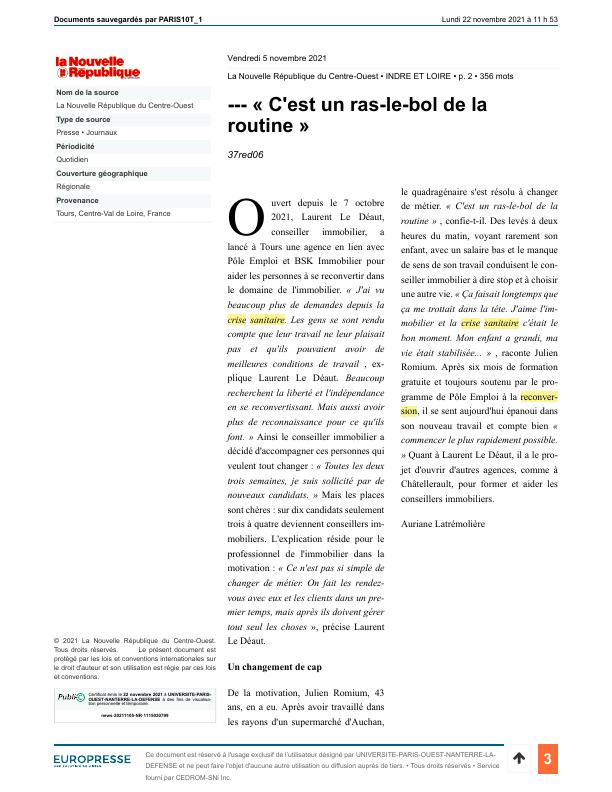 Documents sauvegardés par PARIS10T_1
Lundi 22 novembre 2021 à 11 h 53
la Nouvelle
République
Nom de la source
La Nouvelle République du Centre-Ouest
Type de source
Presse • Journaux
Périodicité
Quotidien
Couverture géographique
Régionale
Provenance
Tours, Centre-Val de Loire, France
Vendredi 5 novembre 2021
La Nouvelle République du Centre-Ouest • INDRE ET LOIRE • p. 2 • 356 mots
--- « C'est un ras-le-bol de la
routine »
37red06
Ouvert depuis le 7 octobre
2021, Laurent Le Déaut,
conseiller immobilier, a
lancé à Tours une agence en lien avec
Pôle Emploi et BSK Immobilier pour
aider les personnes à se reconvertir dans
le domaine de l'immobilier. « J'ai vu
beaucoup plus de demandes depuis la
crise sanitaire. Les gens se sont rendu
compte que leur travail ne leur plaisait
pas et qu'ils pouvaient avoir de
meilleures conditions de travail , ex-
plique Laurent Le Déaut. Beaucoup
recherchent la liberté et l'indépendance
en se reconvertissant. Mais aussi avoir
plus de reconnaissance pour ce qu'ils
font. » Ainsi le conseiller immobilier a
décidé d'accompagner ces personnes qui
veulent tout changer : « Toutes les deux
trois semaines, je suis sollicité par de
nouveaux candidats. » Mais les places
sont chères : sur dix candidats seulement
trois à quatre deviennent conseillers im-
mobiliers. L'explication réside pour le
professionnel de l'immobilier dans la
motivation : « Ce n'est pas si simple de
changer de métier. On fait les rendez-
vous avec eux et les clients dans un pre-
mier temps, mais après ils doivent gérer
tout seul les choses », précise Laurent
Le Déaut.
Un changement de cap
De la motivation, Julien Romium, 43
ans, en a eu. Après avoir travaillé dans
les rayons d'un supermarché d'Auchan,
le quadragénaire s'est résolu à changer
de métier. « C'est un ras-le-bol de la
routine » , confie-t-il. Des levés à deux
heures du matin, voyant rarement son
enfant, avec un salaire bas et le manque
de sens de son travail conduisent le con-
seiller immobilier à dire stop et à choisir
une autre vie. « Ça faisait longtemps que
ça me trottait dans la tête. J'aime l'im-
mobilier et la crise sanitaire c'était le
bon moment. Mon enfant a grandi, ma
vie était stabilisée... » , raconte Julien
Romium. Après six mois de formation
gratuite et toujours soutenu par le pro-
gramme de Pôle Emploi à la reconver-
sion, il se sent aujourd'hui épanoui dans
son nouveau travail et compte bien «
commencer le plus rapidement possible.
» Quant à Laurent Le Déaut, il a le pro-
jet d'ouvrir d'autres agences, comme à
Châtellerault, pour former et aider les
conseillers immobiliers.
Auriane Latrémolière
© 2021 La Nouvelle République du Centre-Ouest.
Tous droits réservés. Le présent document est
protégé par les lois et conventions internationales sur
le droit d'auteur et son utilisation est régie par ces lois
et conventions.
Publi©
Certificat émis le 22 novembre 2021 à UNIVERSITE-PARIS-
OUEST-NANTERRE-LA-DEFENSE à des fins de visualisa-
tion personnelle et temporaire.
news·20211105·NR·1115030799
EUROPRESSE
Ce document est réservé à l'usage exclusif de l'utilisateur désigné par UNIVERSITE-PARIS-OUEST-NANTERRE-LA-
DEFENSE et ne peut faire l'objet d'aucune autre utilisation ou diffusion auprès de tiers. • Tous droits réservés • Service
fourni par CEDROM-SNi Inc.
3